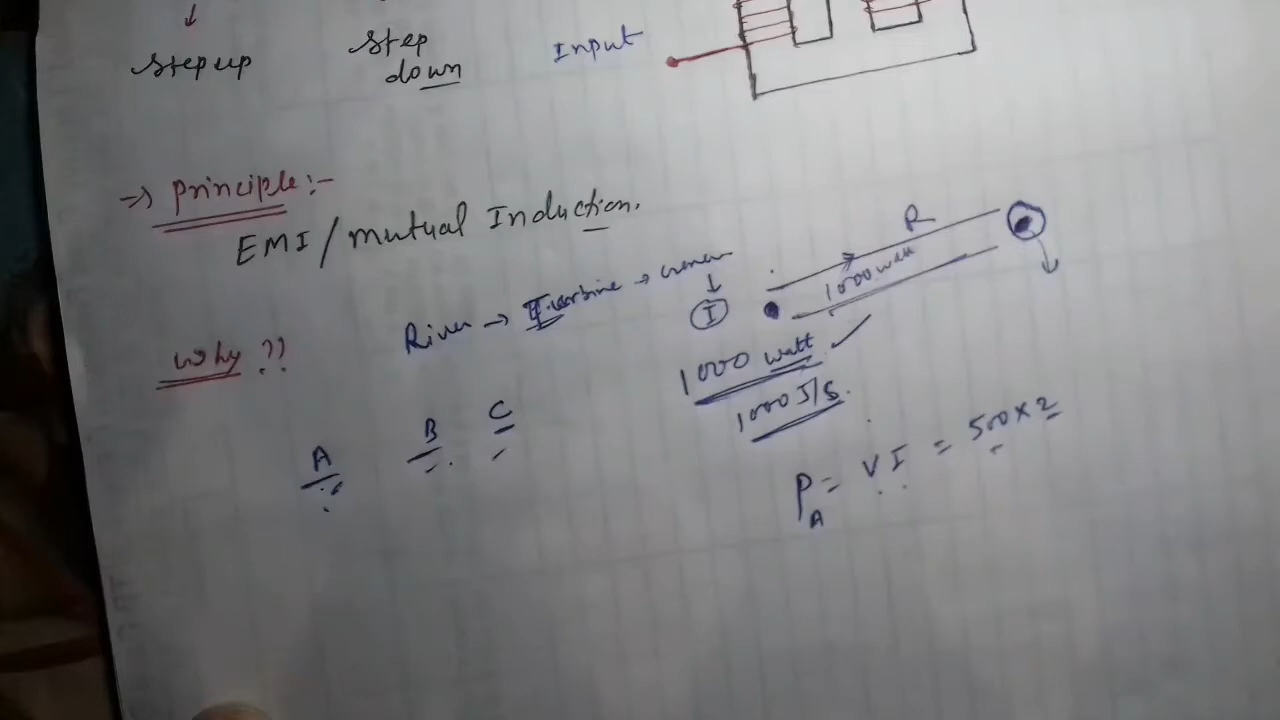 Step up
Step
down
Input
→ Principle:-
EMI / Mutual Induction.
R
1000 watt
River → Turbine →
I
Why ??
1000 watt ✓
1000 J/S.
A B C
P_A = VI = 500 × 2